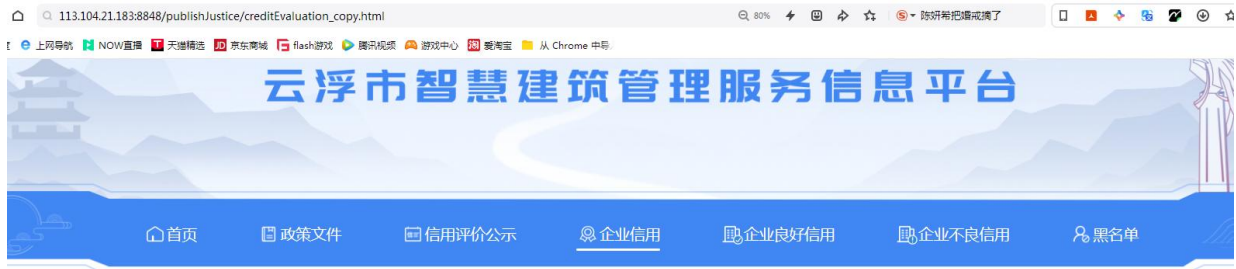 113.104.21.183:8848/publishJustice/creditEvaluation_copy.html 80% 陈妍希把婚戒摘了
上网导航 NOW直播 天猫精选 JD 京东商城 flash游戏 腾讯视频 游戏中心 淘 爱淘宝 从 Chrome 中导
云浮市智慧建筑管理服务信息平台
首页 政策文件 信用评价公示 企业信用 企业良好信用 企业不良信用 黑名单